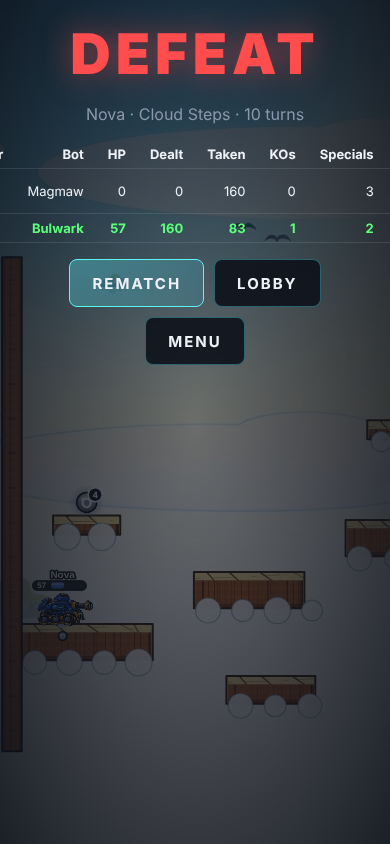 DEFEAT
Nova · Cloud Steps · 10 turns
r Bot HP Dealt Taken KOs Specials
Magmaw 0 0 160 0 3
Bulwark 57 160 83 1 2
REMATCH LOBBY
MENU
4
Nova
57